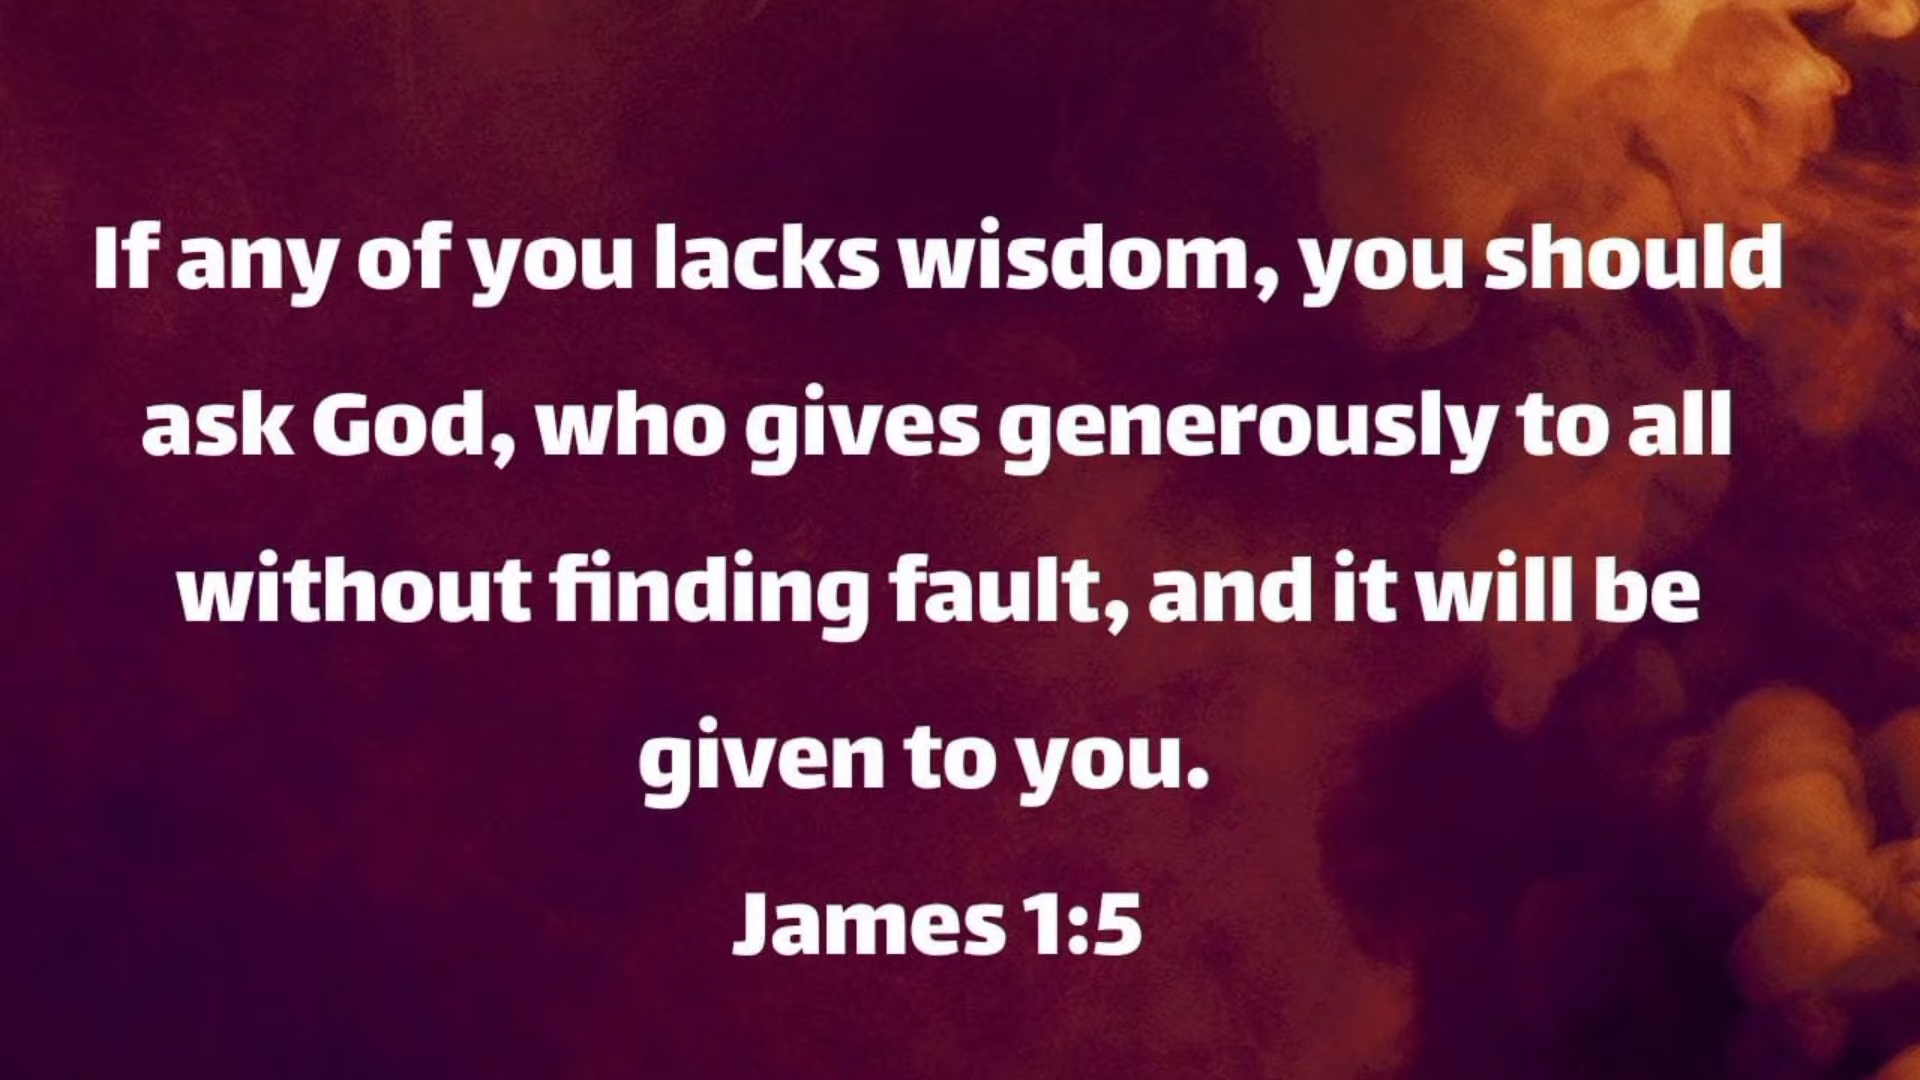 If any of you lacks wisdom, you should
ask God, who gives generously to all
without finding fault, and it will be
given to you.
James 1:5